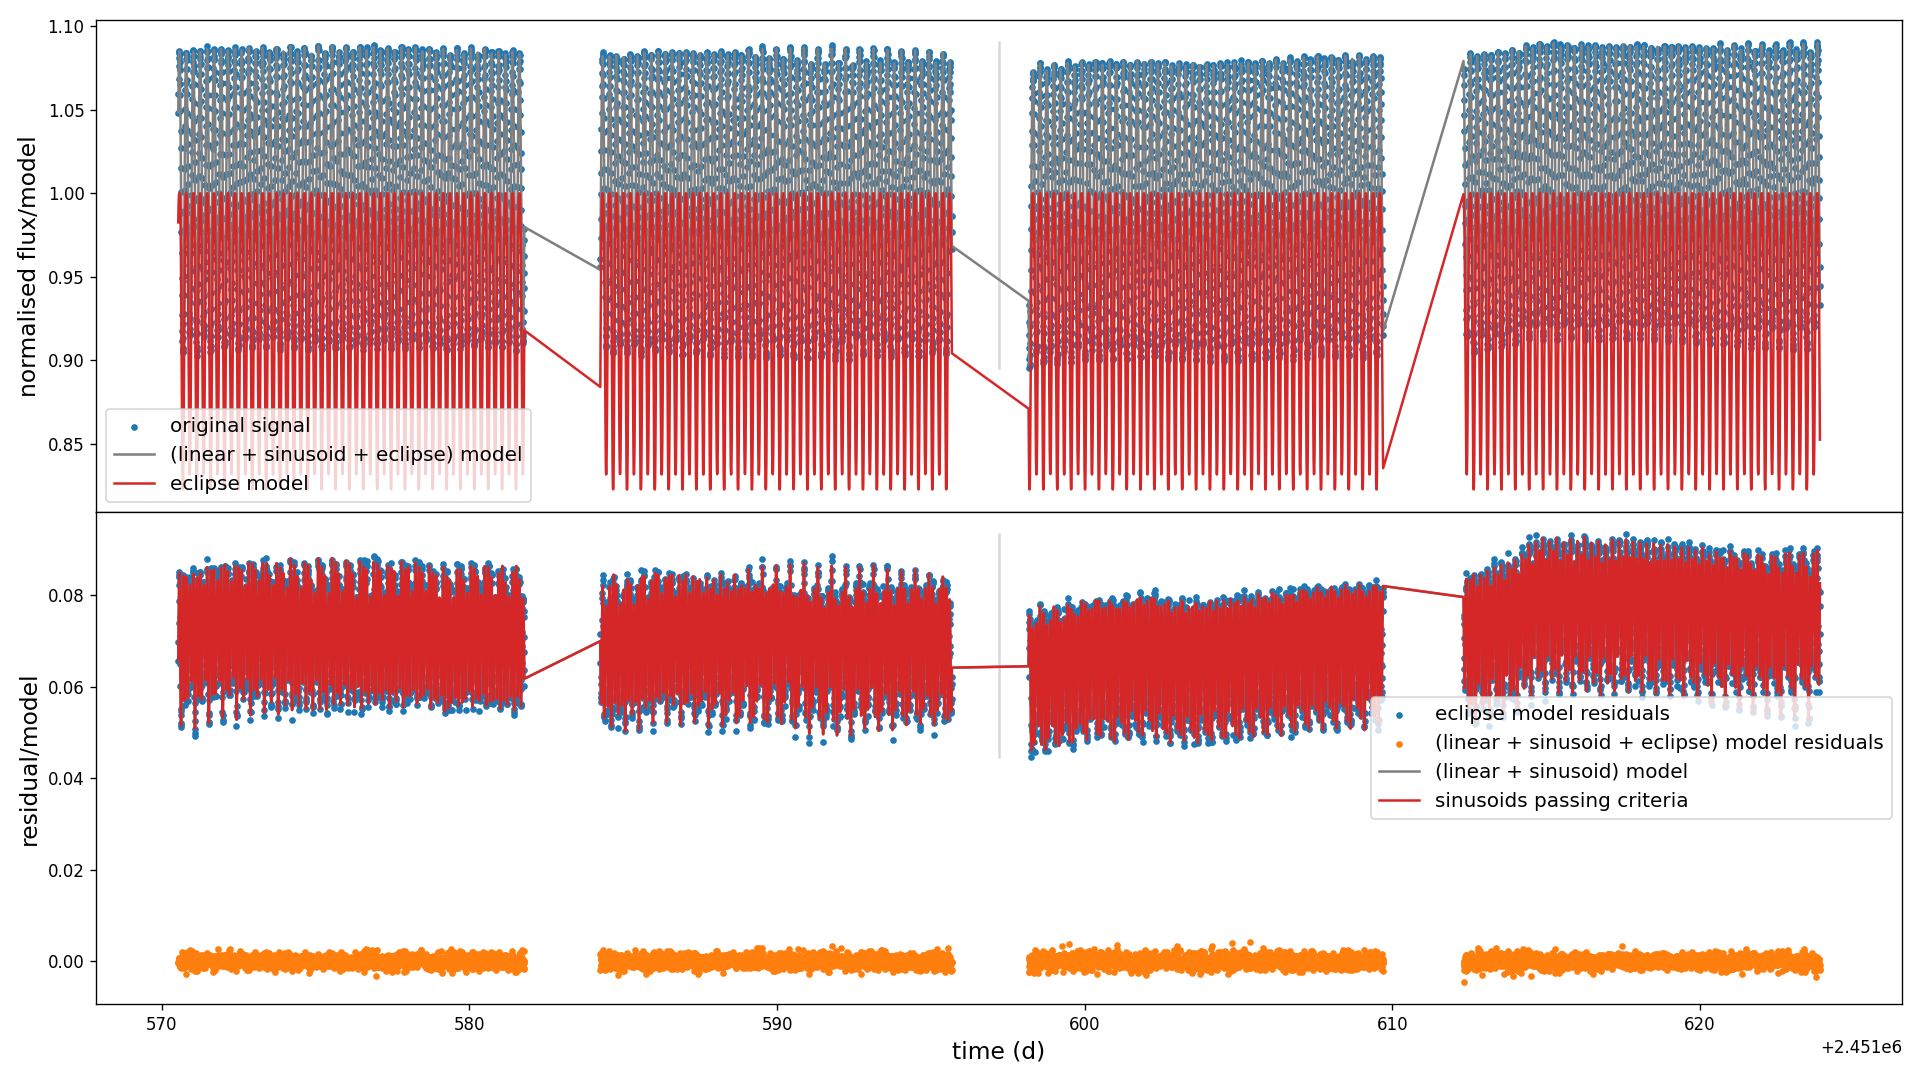 1.10
1.05
1.00
0.95
0.90
0.85
normalised flux/model
original signal
(linear + sinusoid + eclipse) model
eclipse model
0.08
0.06
0.04
0.02
0.00
residual/model
eclipse model residuals
(linear + sinusoid + eclipse) model residuals
(linear + sinusoid) model
sinusoids passing criteria
570
580
590
600
610
620
time (d)
+2.451e6